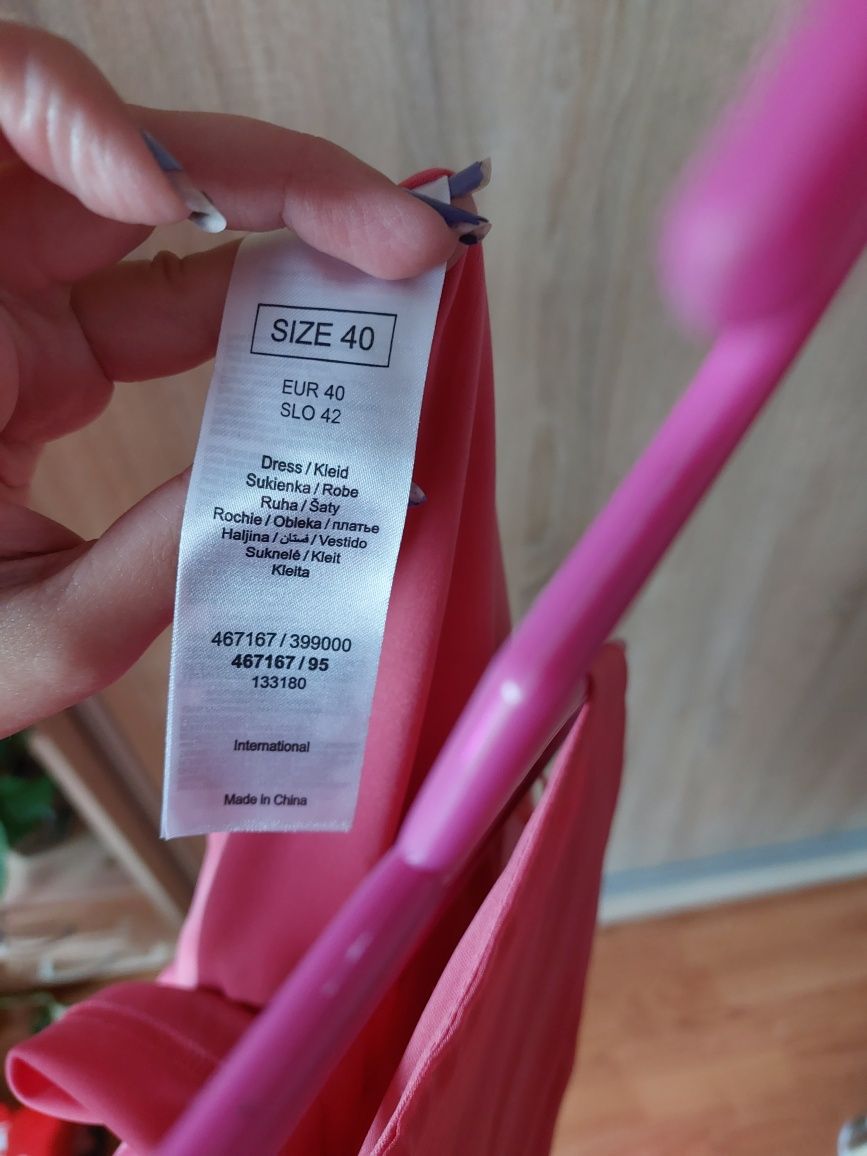 SIZE 40
EUR 40
SLO 42
Dress / Kleid
Sukienka / Robe
Ruha / Šaty
Rochie / Obleka / платье
Haljina / فستان / Vestido
Suknelė / Kleit
Kleita
467167 / 399000
467167 / 95
133180
International
Made in China